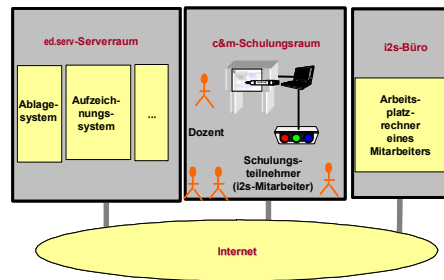 ed.serv-Serverraum
Ablage-
system
Aufzeich-
nungs-
system
...
c&m-Schulungsraum
Dozent
Schulungs-
teilnehmer
(i2s-Mitarbeiter)
i2s-Büro
Arbeits-
platz-
rechner
eines
Mitarbeiters
Internet